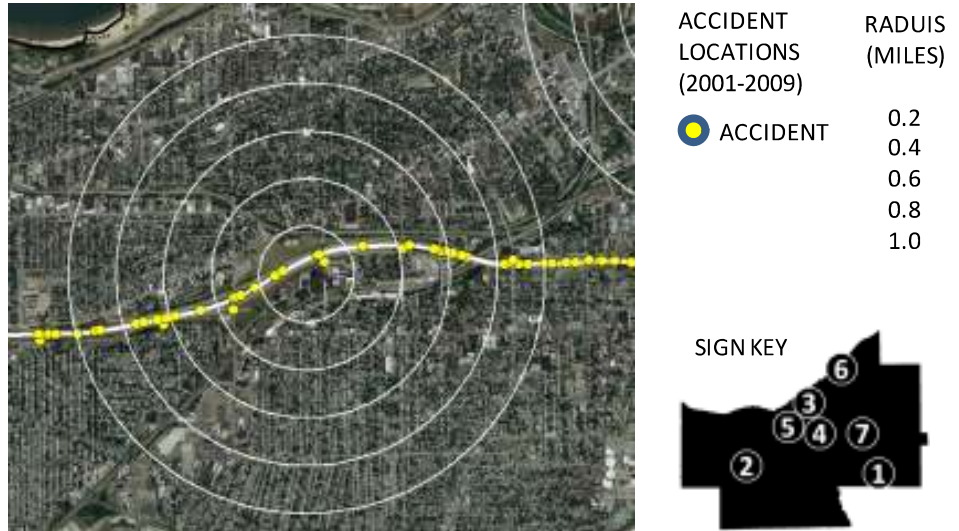 ACCIDENT
LOCATIONS
(2001-2009)
ACCIDENT
RADUIS
(MILES)
0.2
0.4
0.6
0.8
1.0
SIGN KEY
6
3
5
4
7
2
1